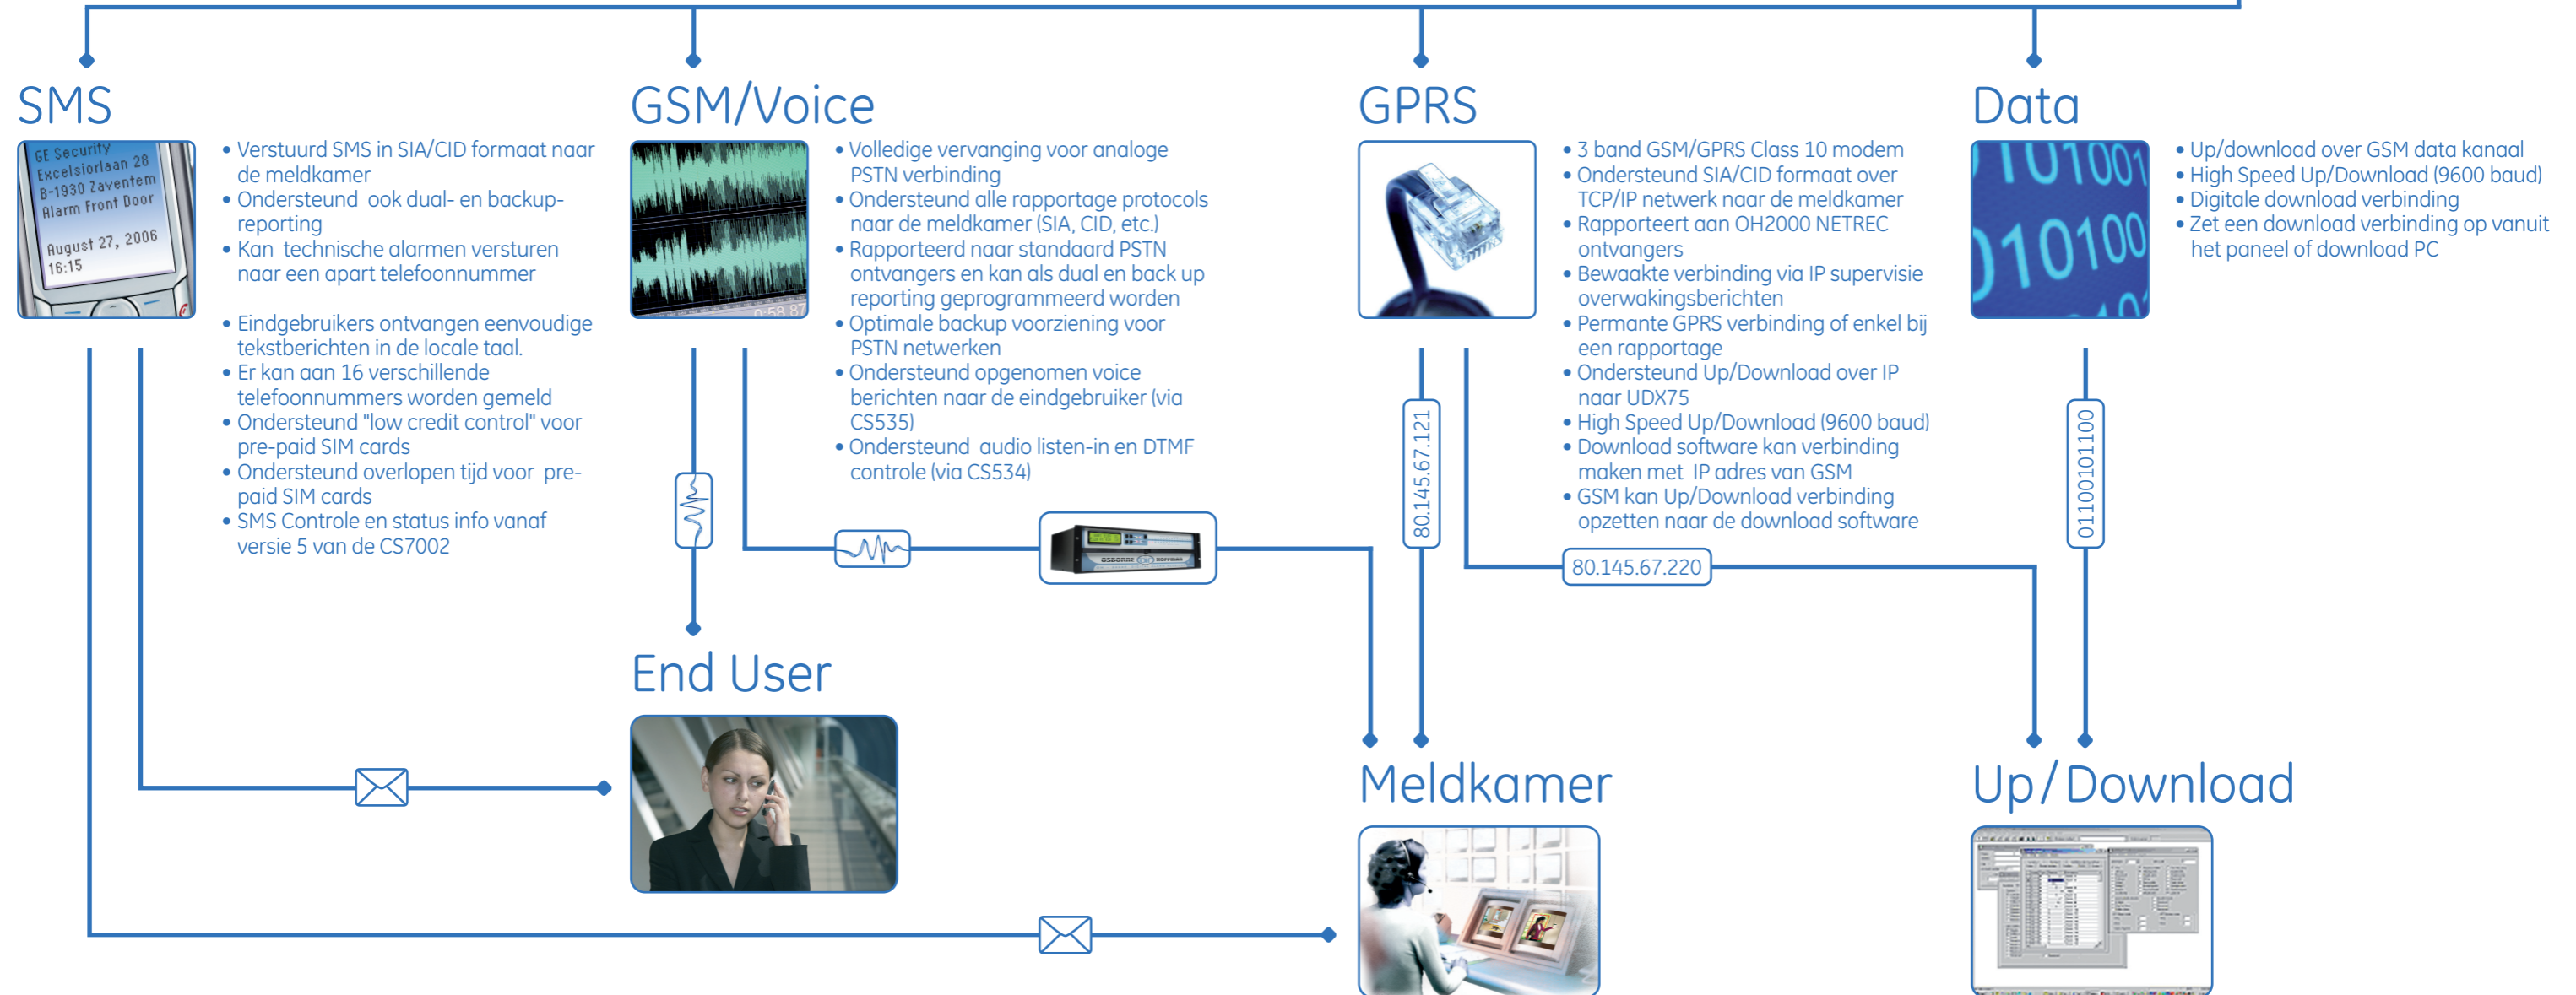 SMS
GE Security
Excelsiorlaan 28
B-1930 Zaventem
Alarm Front Door
August 27, 2006
16:15
• Verstuurd SMS in SIA/CID formaat naar
de meldkamer
• Ondersteund  ook dual- en backup-
reporting
• Kan  technische alarmen versturen
naar een apart telefoonnummer
• Eindgebruikers ontvangen eenvoudige
tekstberichten in de locale taal.
• Er kan aan 16 verschillende
telefoonnummers worden gemeld
• Ondersteund "low credit control" voor
pre-paid SIM cards
• Ondersteund overlopen tijd voor  pre-
paid SIM cards
• SMS Controle en status info vanaf
versie 5 van de CS7002
GSM/Voice
0:58.87
• Volledige vervanging voor analoge
PSTN verbinding
• Ondersteund alle rapportage protocols
naar de meldkamer (SIA, CID, etc.)
• Rapporteerd naar standaard PSTN
ontvangers en kan als dual en back up
reporting geprogrammeerd worden
• Optimale backup voorziening voor
PSTN netwerken
• Ondersteund opgenomen voice
berichten naar de eindgebruiker (via
CS535)
• Ondersteund  audio listen-in en DTMF
controle (via CS534)
OSBORNE HOFFMAN
GPRS
• 3 band GSM/GPRS Class 10 modem
• Ondersteund SIA/CID formaat over
TCP/IP netwerk naar de meldkamer
• Rapporteert aan OH2000 NETREC
ontvangers
• Bewaakte verbinding via IP supervisie
overwakingsberichten
• Permante GPRS verbinding of enkel bij
een rapportage
• Ondersteund Up/Download over IP
naar UDX75
• High Speed Up/Download (9600 baud)
• Download software kan verbinding
maken met  IP adres van GSM
• GSM kan Up/Download verbinding
opzetten naar de download software
80.145.67.121
80.145.67.220
Data
101001
010100
• Up/download over GSM data kanaal
• High Speed Up/Download (9600 baud)
• Digitale download verbinding
• Zet een download verbinding op vanuit
het paneel of download PC
011001101100
End User
Meldkamer
Up/Download